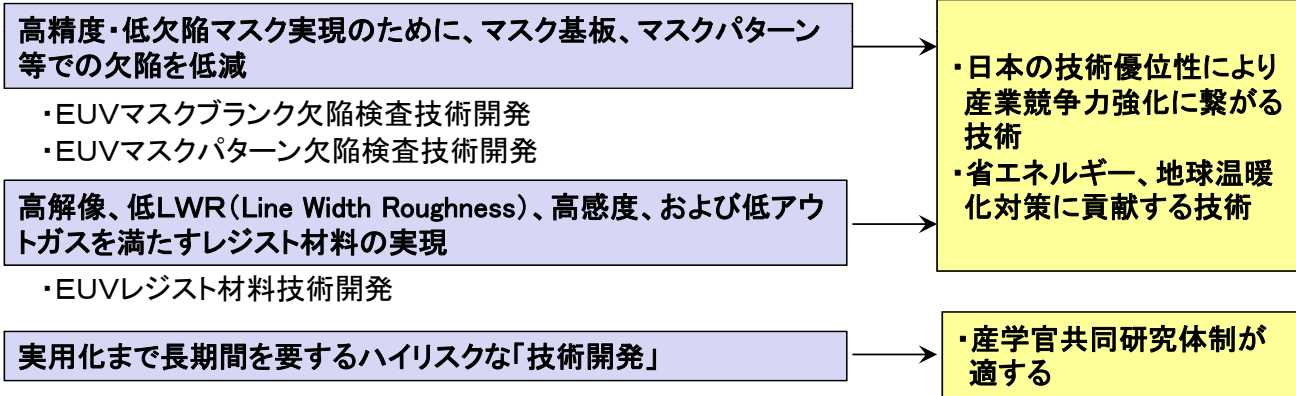 高精度・低欠陥マスク実現のために、マスク基板、マスクパターン
等での欠陥を低減
・EUVマスクブランク欠陥検査技術開発
・EUVマスクパターン欠陥検査技術開発
高解像、低LWR(Line Width Roughness)、高感度、および低アウ
トガスを満たすレジスト材料の実現
・EUVレジスト材料技術開発
実用化まで長期間を要するハイリスクな「技術開発」
・日本の技術優位性により
産業競争力強化に繋がる
技術
・省エネルギー、地球温暖
化対策に貢献する技術
・産学官共同研究体制が
適する